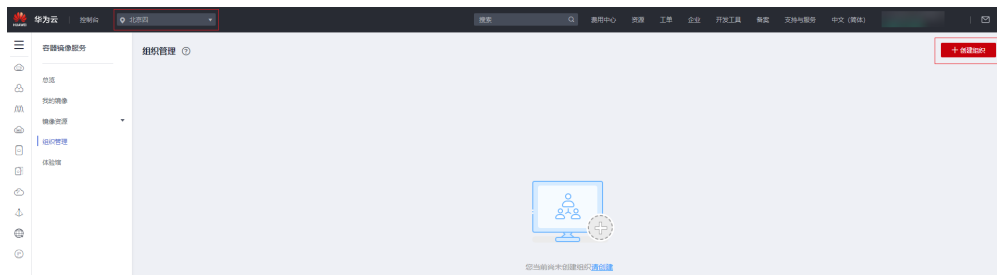 HUAWEI 华为云 控制台 北京四 搜索 费用中心 资源 工单 企业 开发工具 备案 支持与服务 中文 (简体)
容器镜像服务
组织管理
+ 创建组织
总览
我的镜像
镜像资源
组织管理
体验馆
您当前尚未创建组织请创建